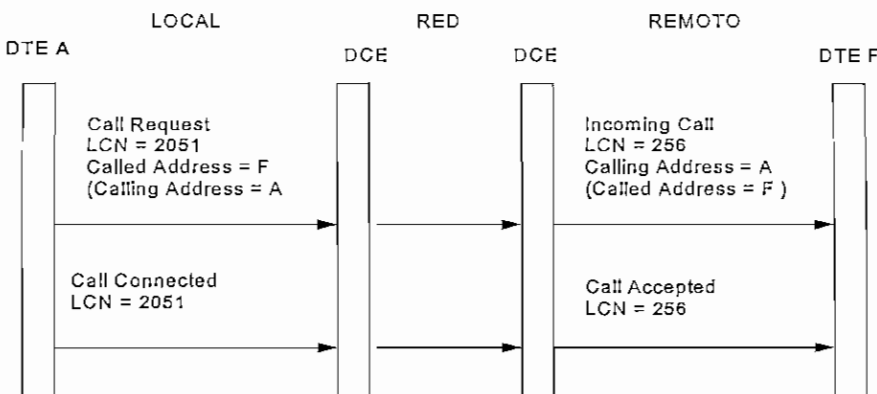 LOCAL RED REMOTO
DTE A DCE DCE DTE F
Call Request
LCN = 2051
Called Address = F
(Calling Address = A
Incoming Call
LCN = 256
Calling Address = A
(Called Address = F )
Call Connected
LCN = 2051
Call Accepted
LCN = 256